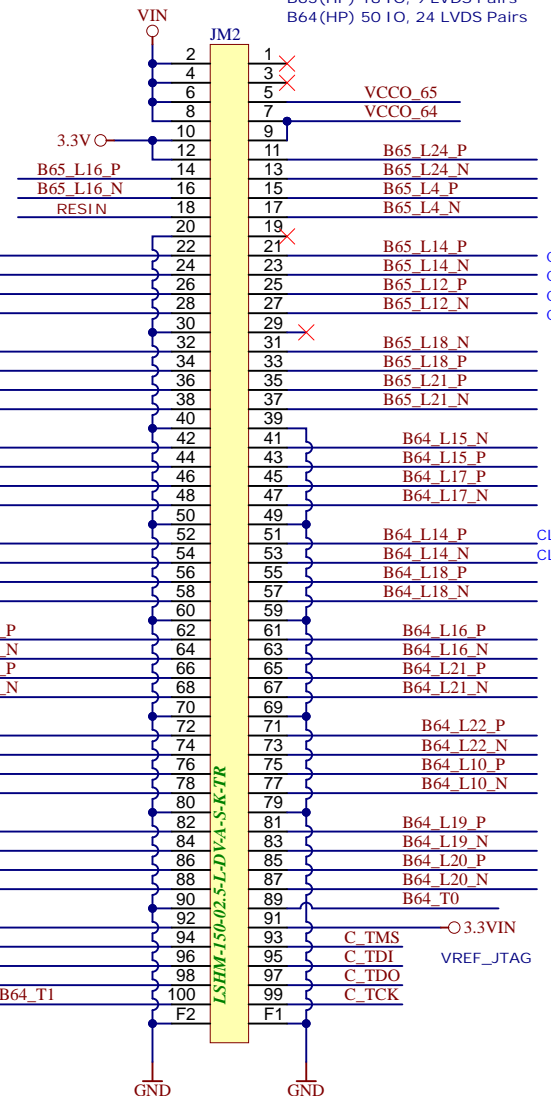 B64(HP) 50 IO, 24 LVDS Pairs
VIN
JM2
2 1
4 3
6 5 VCCO_65
8 7 VCCO_64
10 9
3.3V
12 11 B65_L24_P
B65_L16_P 14 13 B65_L24_N
B65_L16_N 16 15 B65_L4_P
RESIN 18 17 B65_L4_N
20 19
22 21 B65_L14_P
24 23 B65_L14_N
26 25 B65_L12_P
28 27 B65_L12_N
30 29
32 31 B65_L18_N
34 33 B65_L18_P
36 35 B65_L21_P
38 37 B65_L21_N
40 39
42 41 B64_L15_N
44 43 B64_L15_P
46 45 B64_L17_P
48 47 B64_L17_N
50 49
52 51 B64_L14_P CL
54 53 B64_L14_N CL
56 55 B64_L18_P
58 57 B64_L18_N
60 59
_P 62 61 B64_L16_P
_N 64 63 B64_L16_N
_P 66 65 B64_L21_P
_N 68 67 B64_L21_N
70 69
72 71 B64_L22_P
74 73 B64_L22_N
76 75 B64_L10_P
78 77 B64_L10_N
80 79
82 81 B64_L19_P
84 83 B64_L19_N
86 85 B64_L20_P
88 87 B64_L20_N
90 89 B64_T0
92 91 3.3VIN
94 93 C_TMS
96 95 C_TDI VREF_JTAG
98 97 C_TDO
B64_T1 100 99 C_TCK
F2 F1
LSHM-150-02.5-L-DV-A-S-K-TR
GND GND